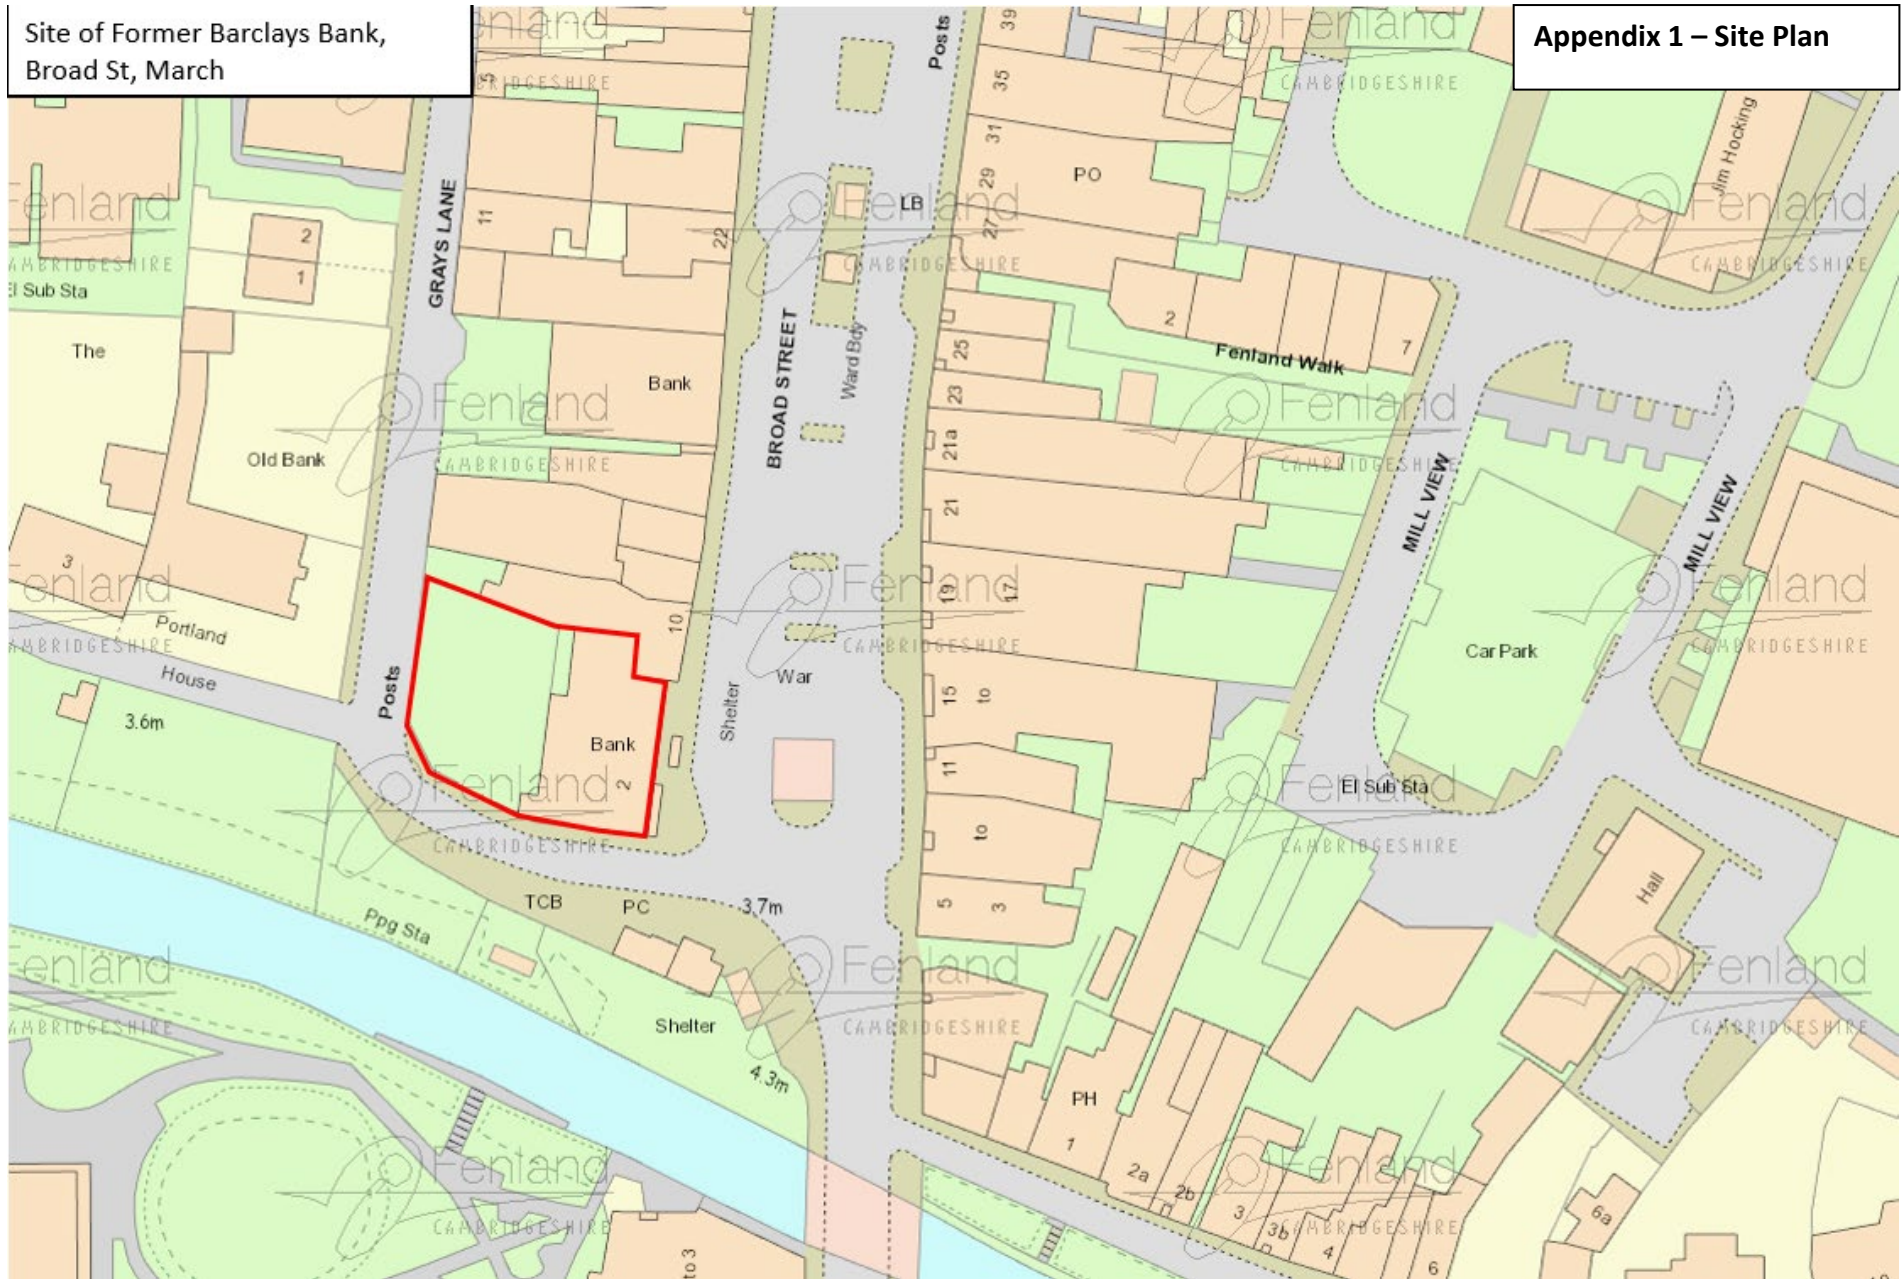 Site of Former Barclays Bank,
Broad St, March
Appendix 1 – Site Plan
Fenland
CAMBRIDGESHIRE
Posts
39
35
31
29
27
PO
LB
Jim Hocking
GRAYS LANE
5
11
22
2
1
El Sub Sta
The
Old Bank
Bank
BROAD STREET
Ward Bdy
25
23
21a
21
19
17
2
Fenland Walk
7
MILL VIEW
MILL VIEW
Car Park
3
Portland
House
3.6m
Posts
10
Bank
2
Shelter
War
15
to
11
to
5
3
El Sub Sta
Hall
TCB
PC
3.7m
Ppg Sta
Shelter
4.3m
PH
1
2a
2b
3
3b
4
6
6a
to 3